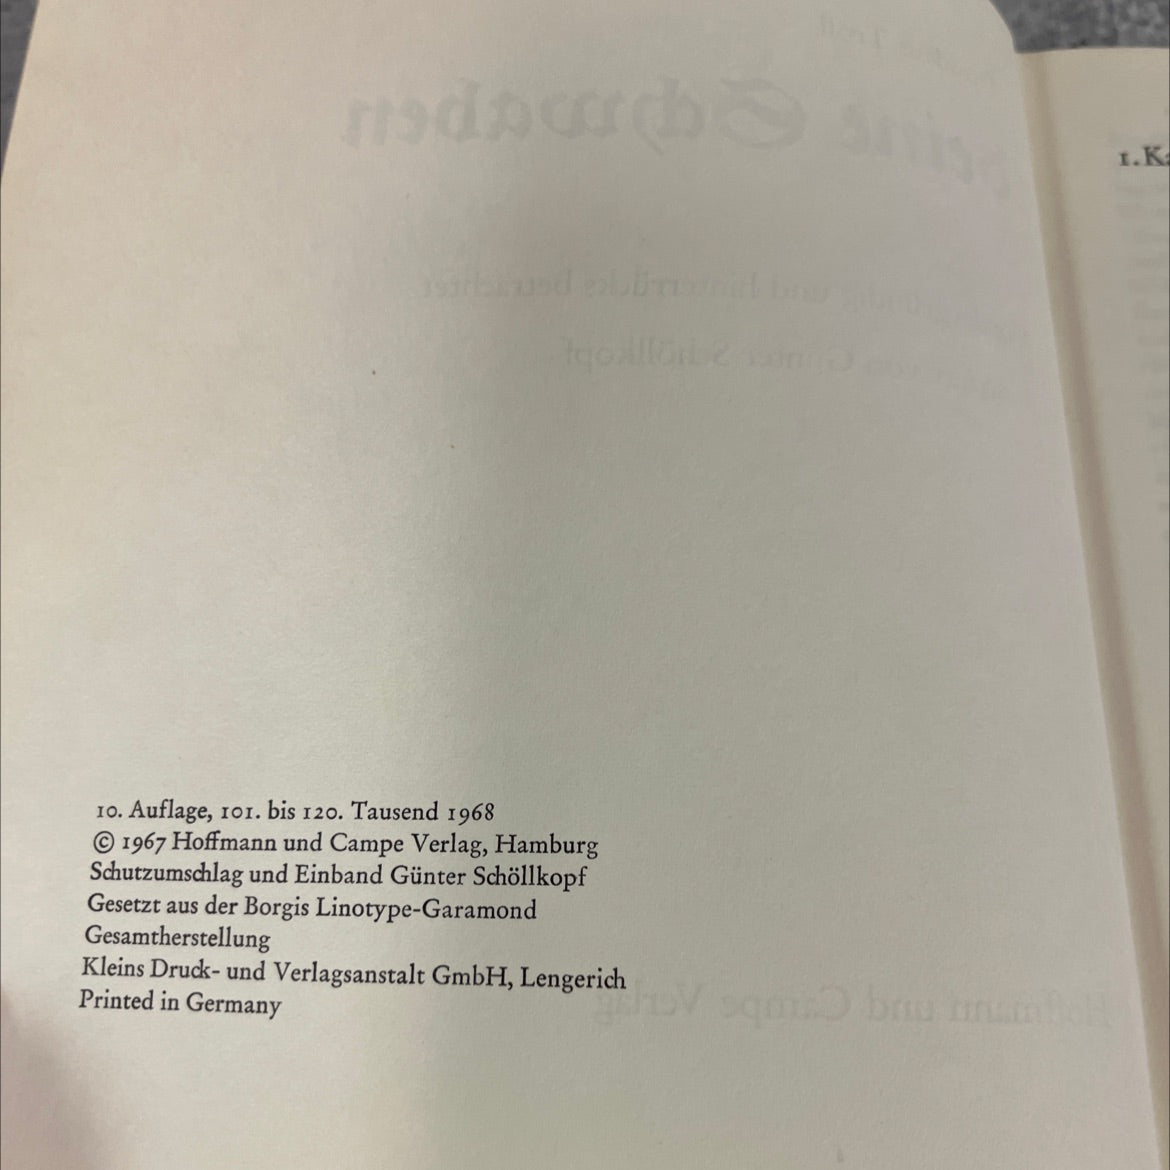 10. Auflage, 101. bis 120. Tausend 1968
© 1967 Hoffmann und Campe Verlag, Hamburg
Schutzumschlag und Einband Günter Schöllkopf
Gesetzt aus der Borgis Linotype-Garamond
Gesamtherstellung
Kleins Druck- und Verlagsanstalt GmbH, Lengerich
Printed in Germany
1.